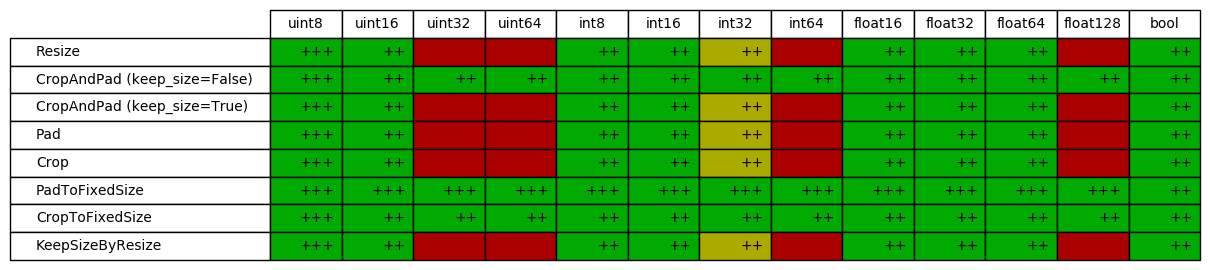 uint8 uint16 uint32 uint64 int8 int16 int32 int64 float16 float32 float64 float128 bool
Resize +++ ++ ++ ++ ++ ++ ++ ++ ++
CropAndPad (keep_size=False) +++ ++ ++ ++ ++ ++ ++ ++ ++ ++ ++ ++ ++
CropAndPad (keep_size=True) +++ ++ ++ ++ ++ ++ ++ ++ ++
Pad +++ ++ ++ ++ ++ ++ ++ ++ ++
Crop +++ ++ ++ ++ ++ ++ ++ ++ ++
PadToFixedSize +++ +++ +++ +++ +++ +++ +++ +++ +++ +++ +++ +++ ++
CropToFixedSize +++ ++ ++ ++ ++ ++ ++ ++ ++ ++ ++ ++ ++
KeepSizeByResize +++ ++ ++ ++ ++ ++ ++ ++ ++